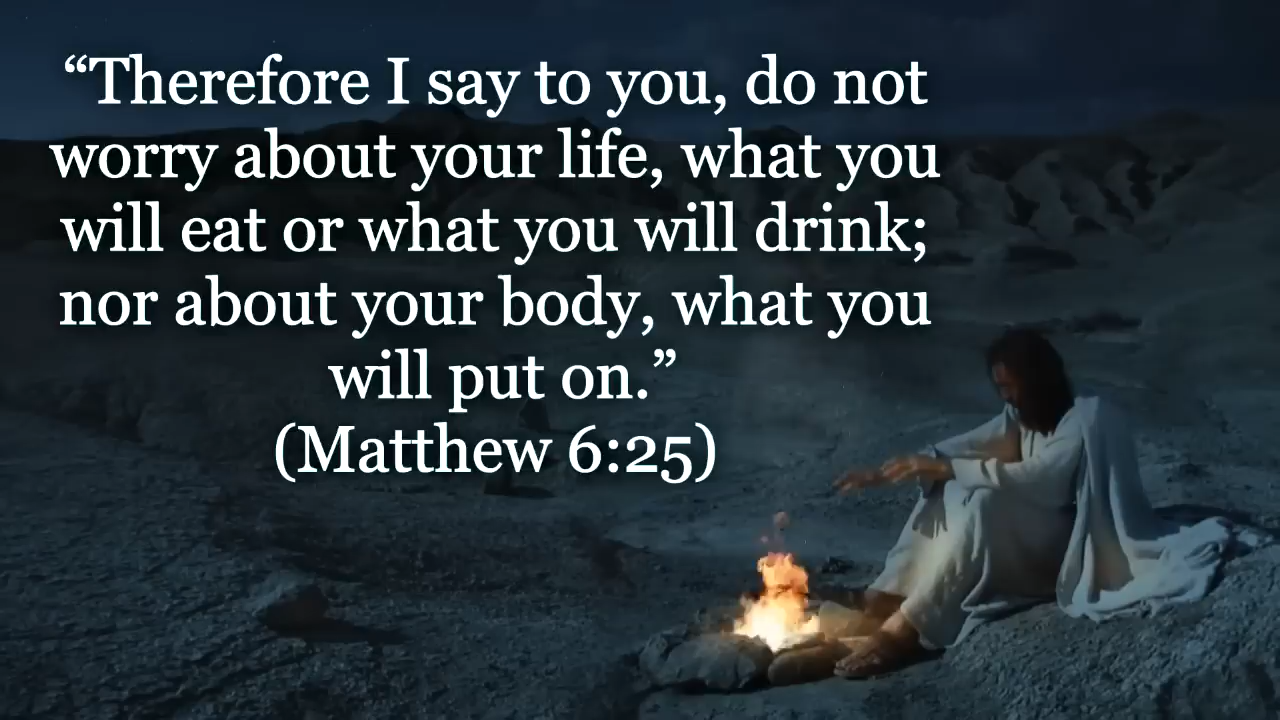 “Therefore I say to you, do not
worry about your life, what you
will eat or what you will drink;
nor about your body, what you
will put on.”
(Matthew 6:25)